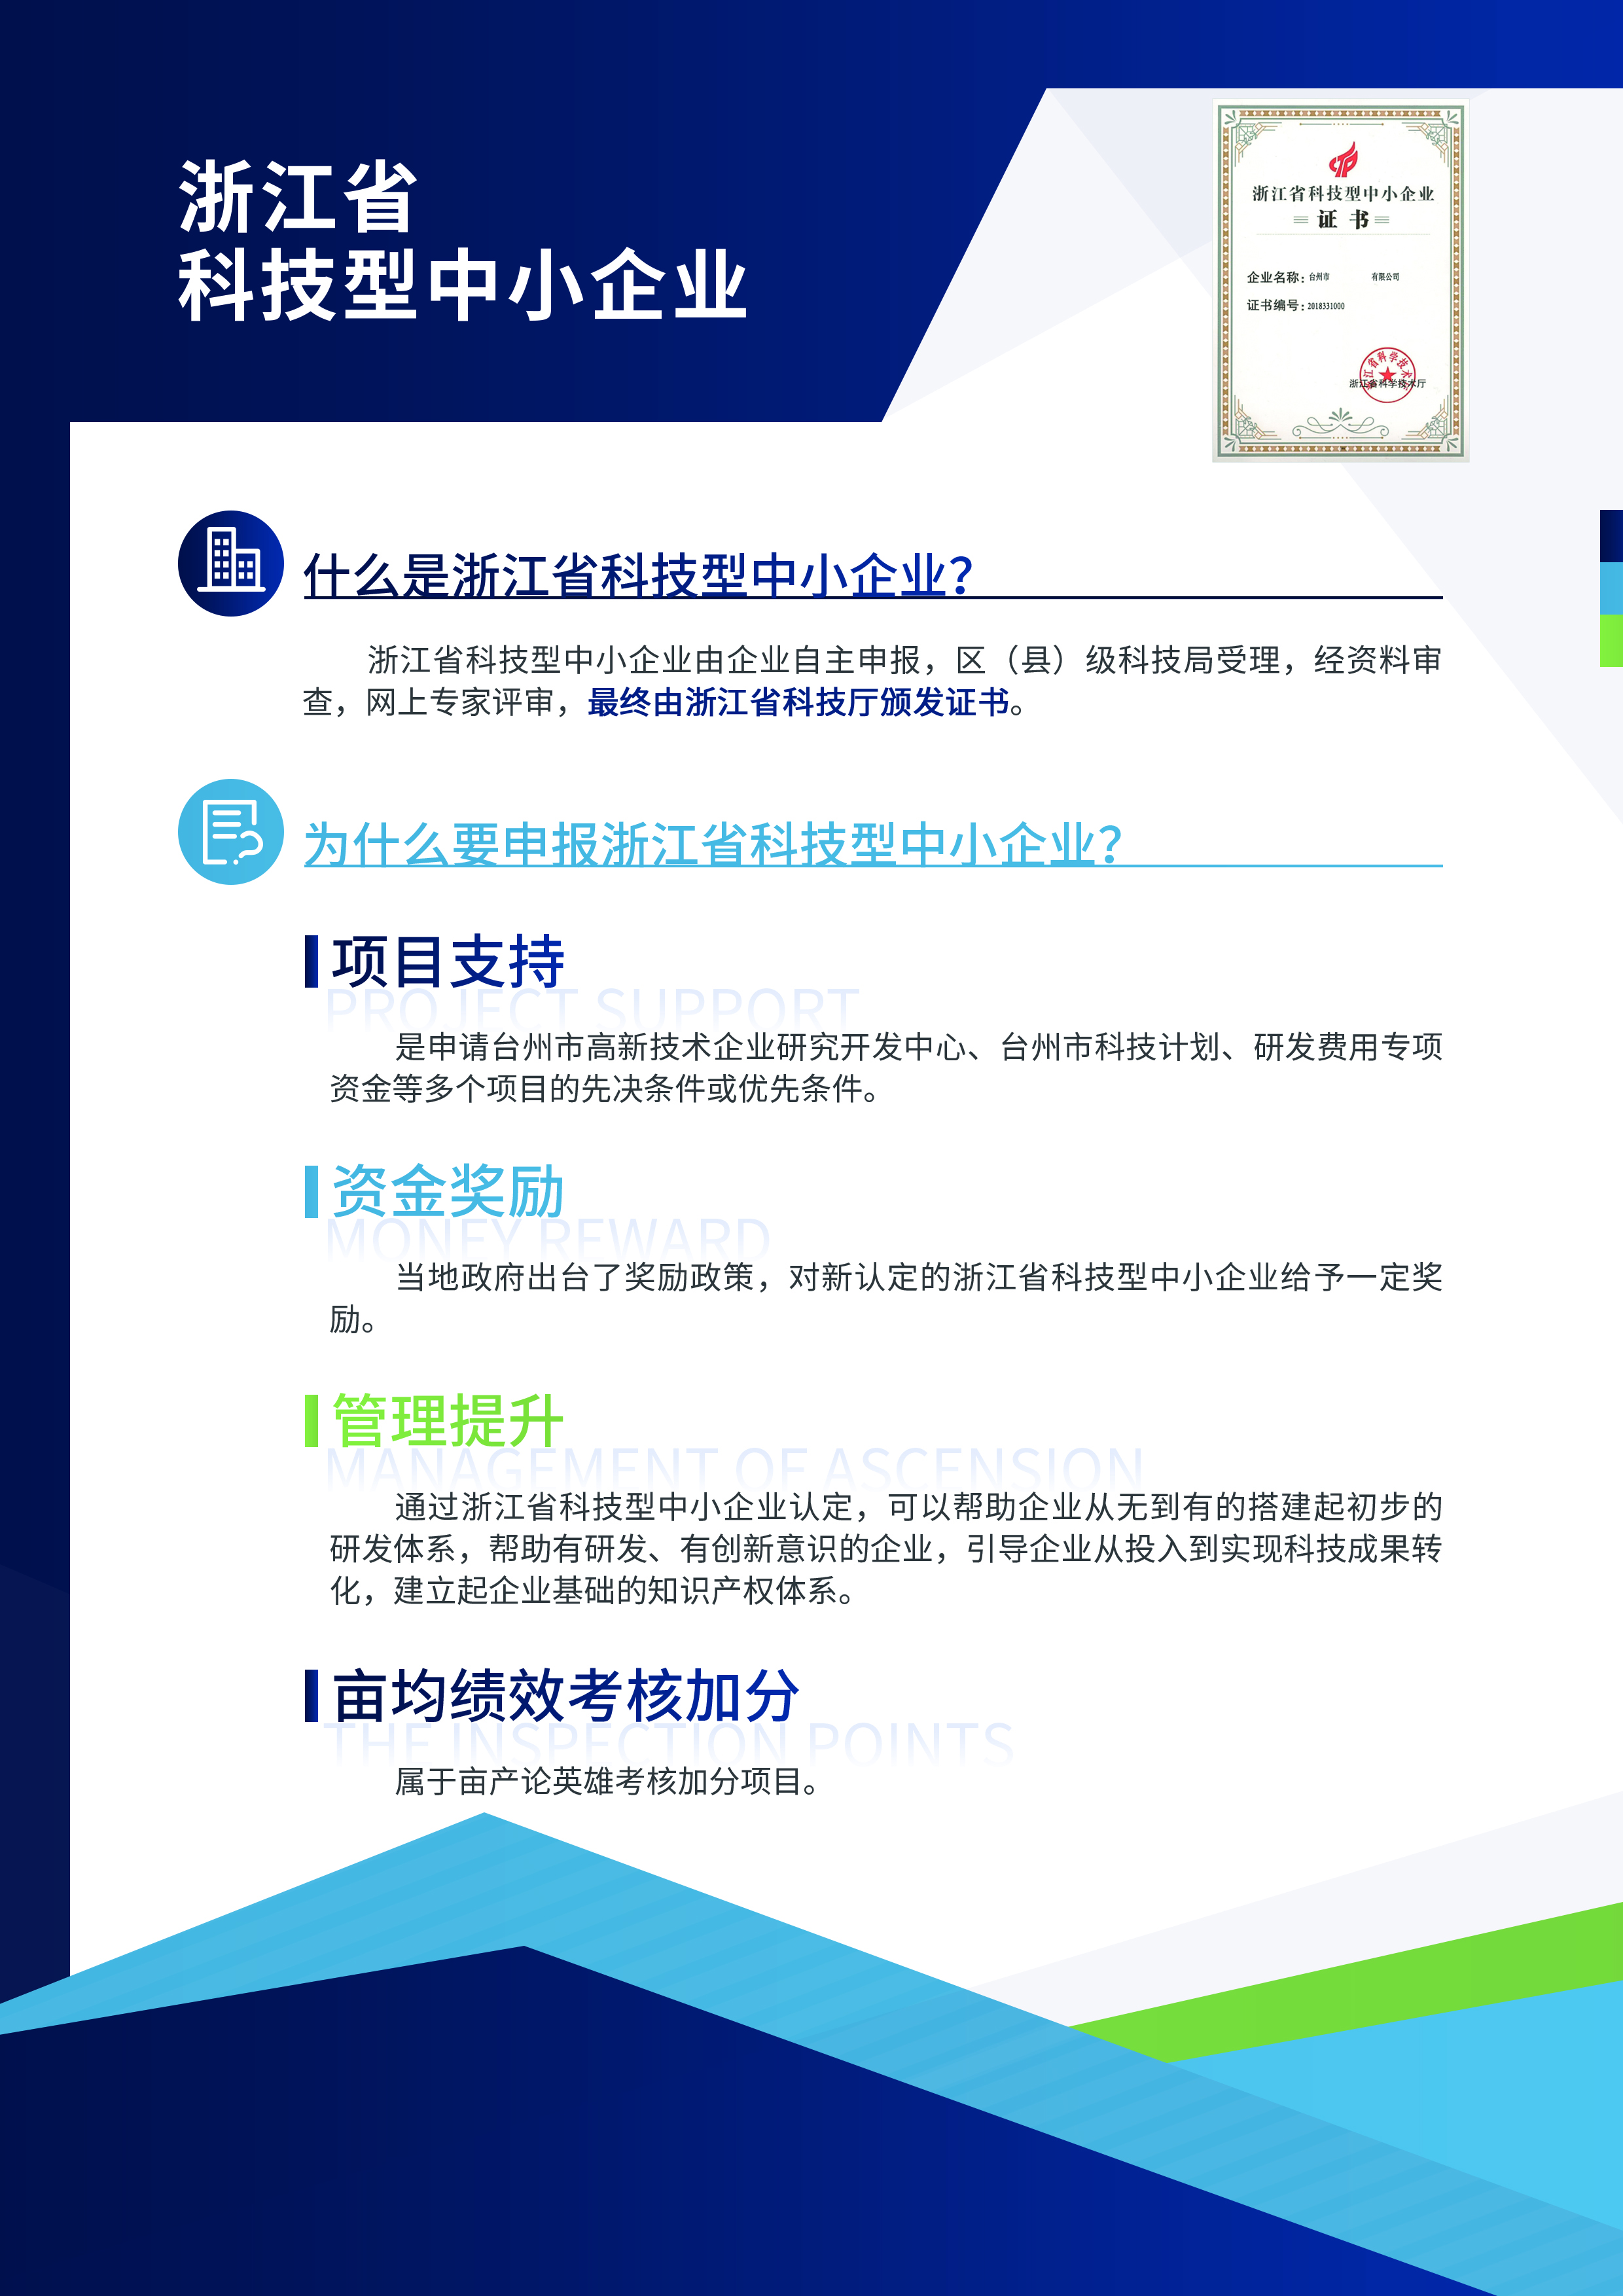 浙江省
科技型中小企业
浙江省科技型中小企业
证 书
企业名称：台州市 有限公司
证书编号：2018331000
浙江省科学技术厅
什么是浙江省科技型中小企业？
浙江省科技型中小企业由企业自主申报，区（县）级科技局受理，经资料审
查，网上专家评审，最终由浙江省科技厅颁发证书。
为什么要申报浙江省科技型中小企业？
项目支持
PROJECT SUPPORT
是申请台州市高新技术企业研究开发中心、台州市科技计划、研发费用专项
资金等多个项目的先决条件或优先条件。
资金奖励
MONEY REWARD
当地政府出台了奖励政策，对新认定的浙江省科技型中小企业给予一定奖
励。
管理提升
MANAGEMENT OF ASCENSION
通过浙江省科技型中小企业认定，可以帮助企业从无到有的搭建起初步的
研发体系，帮助有研发、有创新意识的企业，引导企业从投入到实现科技成果转
化，建立起企业基础的知识产权体系。
亩均绩效考核加分
THE INSPECTION POINTS
属于亩产论英雄考核加分项目。